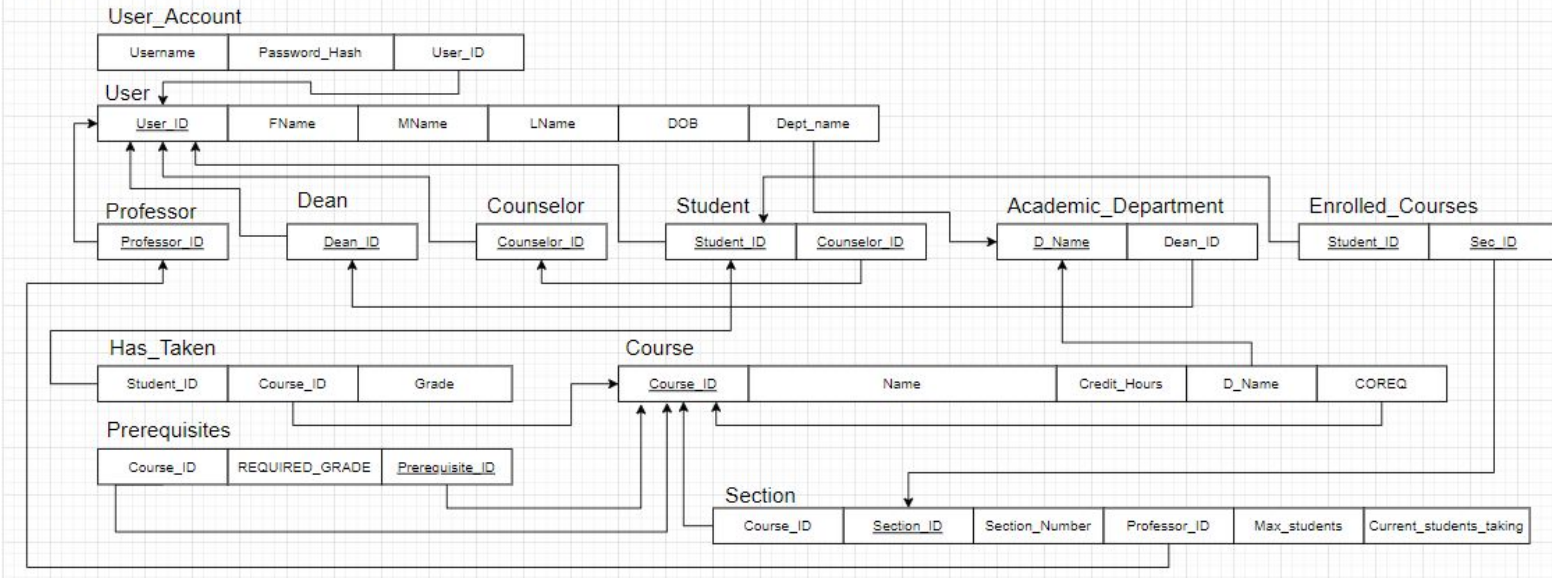 User_Account
Username Password_Hash User_ID
User
User_ID FName MName LName DOB Dept_name
Professor Dean Counselor Student Academic_Department Enrolled_Courses
Professor_ID Dean_ID Counselor_ID Student_ID Counselor_ID D_Name Dean_ID Student_ID Sec_ID
Has_Taken Course
Student_ID Course_ID Grade Course_ID Name Credit_Hours D_Name COREQ
Prerequisites
Course_ID REQUIRED_GRADE Prerequisite_ID
Section
Course_ID Section_ID Section_Number Professor_ID Max_students Current_students_taking